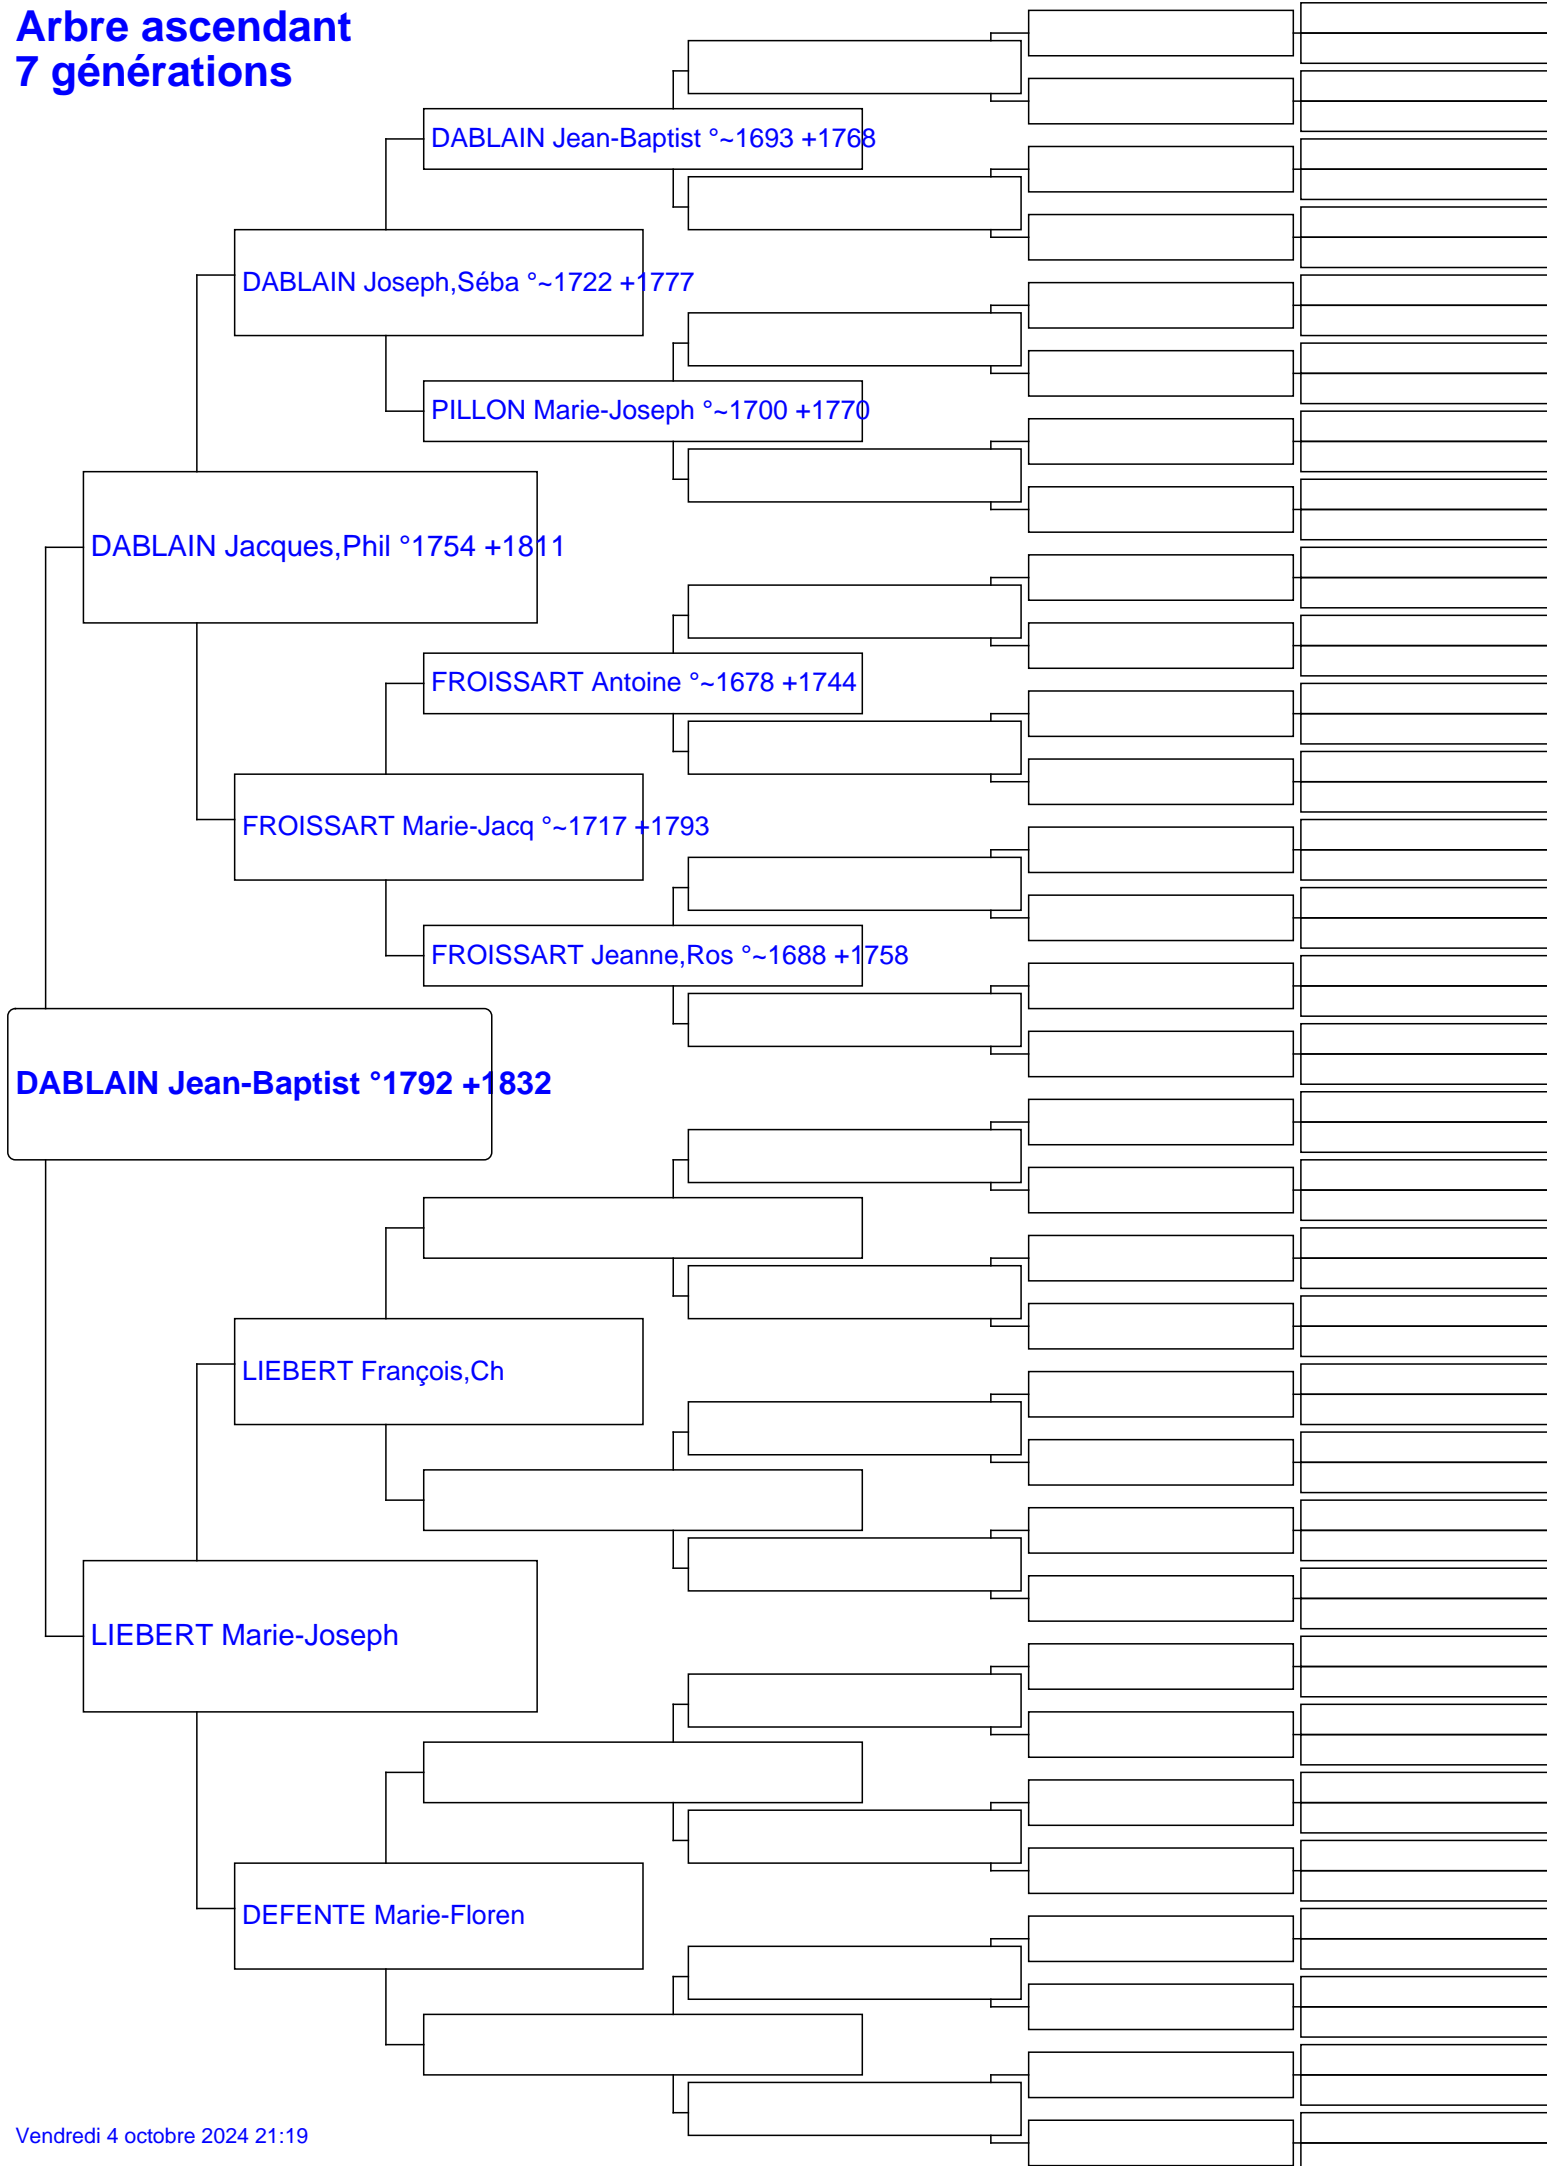 Arbre ascendant
7 générations
DABLAIN Jean-Baptist °~1693 +1768
DABLAIN Joseph,Séba °~1722 +1777
PILLON Marie-Joseph °~1700 +1770
DABLAIN Jacques,Phil °1754 +1811
FROISSART Antoine °~1678 +1744
FROISSART Marie-Jacq °~1717 +1793
FROISSART Jeanne,Ros °~1688 +1758
DABLAIN Jean-Baptist °1792 +1832
LIEBERT François,Ch
LIEBERT Marie-Joseph
DEFENTE Marie-Floren
Vendredi 4 octobre 2024 21:19